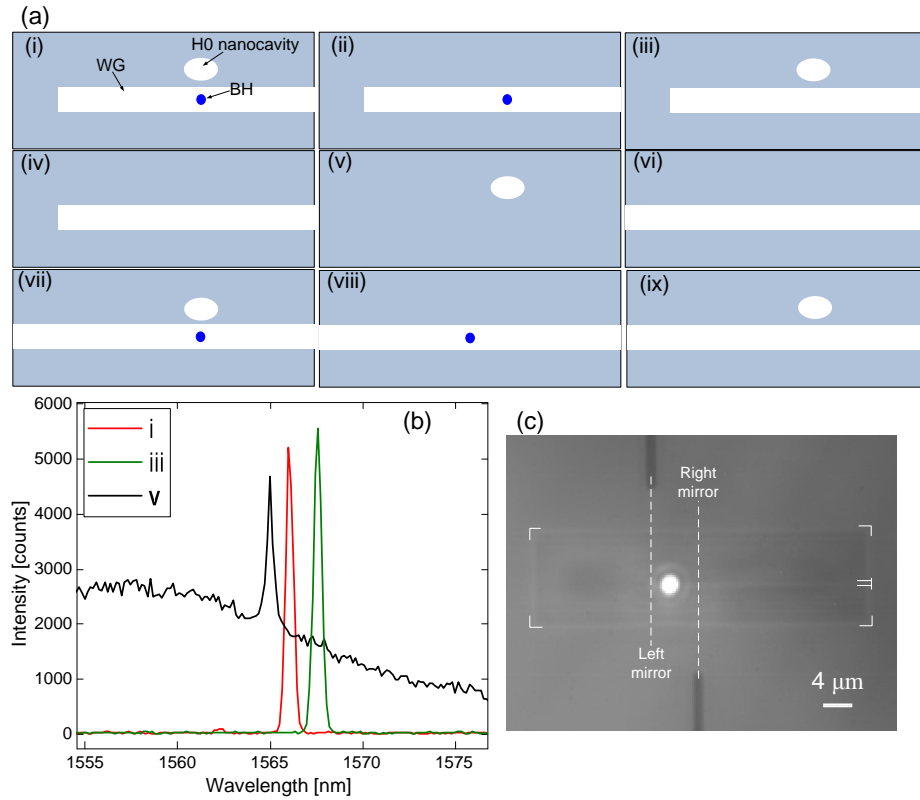 (a)
(i)
H0 nanocavity
WG
BH
(ii)
(iii)
(iv)
(v)
(vi)
(vii)
(viii)
(ix)
(b)
i
iii
v
Intensity [counts]
6000
5000
4000
3000
2000
1000
0
1555
1560
1565
1570
1575
Wavelength [nm]
(c)
Right
mirror
Left
mirror
4 μm